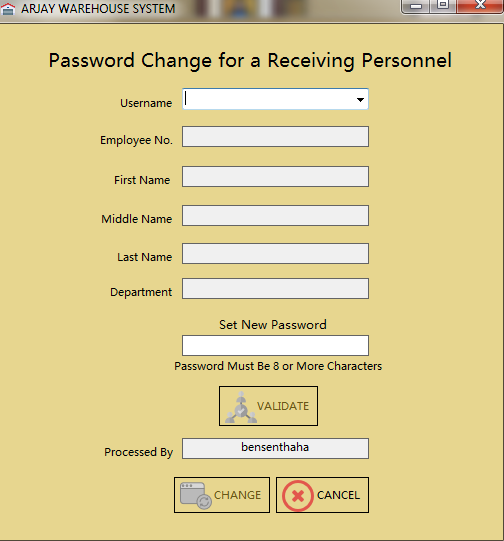 ARJAY WAREHOUSE SYSTEM
Password Change for a Receiving Personnel
Username
Employee No.
First Name
Middle Name
Last Name
Department
Set New Password
Password Must Be 8 or More Characters
VALIDATE
Processed By bensenthaha
CHANGE CANCEL